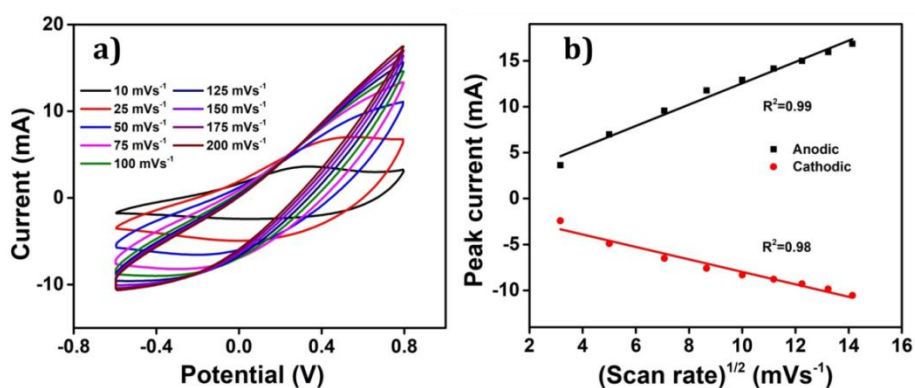 a)
20
10
0
-10
Current (mA)
10 mVs⁻¹
25 mVs⁻¹
50 mVs⁻¹
75 mVs⁻¹
100 mVs⁻¹
125 mVs⁻¹
150 mVs⁻¹
175 mVs⁻¹
200 mVs⁻¹
-0.8
-0.4
0.0
0.4
0.8
Potential (V)
b)
15
10
5
0
-5
-10
Peak current (mA)
R²=0.99
Anodic
Cathodic
R²=0.98
2
4
6
8
10
12
14
16
(Scan rate)¹ᐟ² (mVs⁻¹)